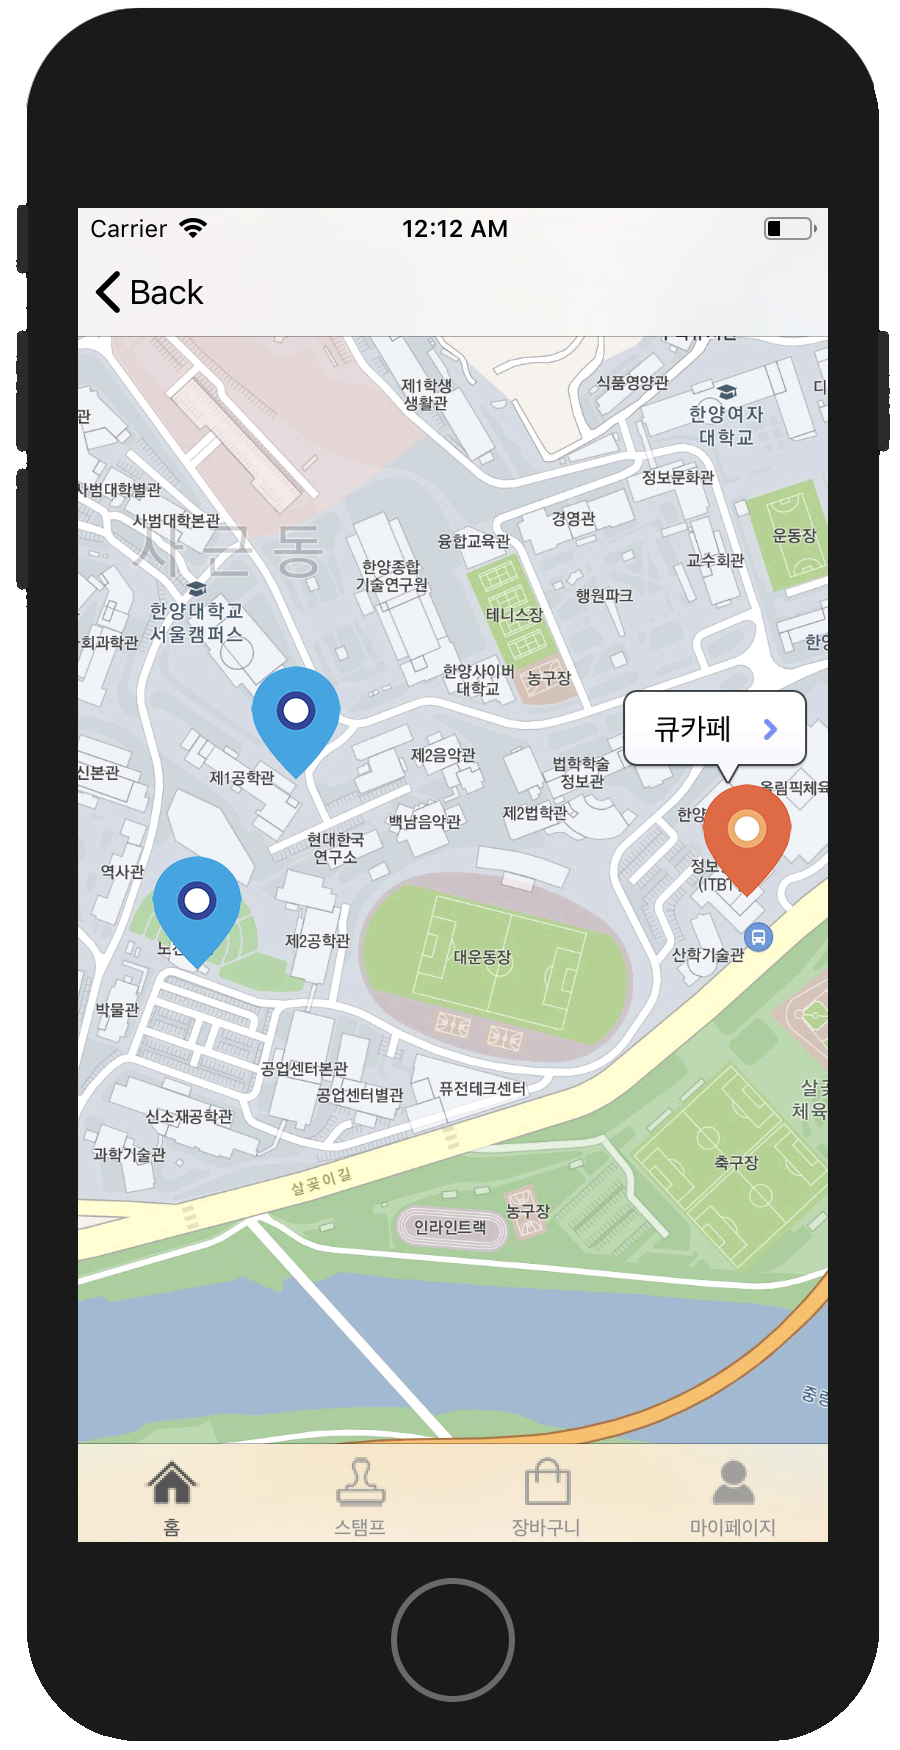 Carrier
12:12 AM
Back
제1학생
생활관
식품영양관
한양여자
대학교
관
사범대학별관
정보문화관
사범대학본관
경영관
운동장
사근동
융합교육관
교수회관
한양종합
기술연구원
행원파크
한양대학교
서울캠퍼스
테니스장
회과학관
한양
한양사이버
대학교
농구장
큐카페
제2음악관
신본관
제1공학관
법학학술
정보관
올림픽체육
제2법학관
한양
백남음악관
현대한국
연구소
역사관
정보
(ITBT
노천
제2공학관
대운동장
산학기술관
박물관
공업센터본관
공업센터별관
퓨전테크센터
살곶
체육
신소재공학관
과학기술관
축구장
살곶이길
농구장
인라인트랙
중랑
홈
스탬프
장바구니
마이페이지